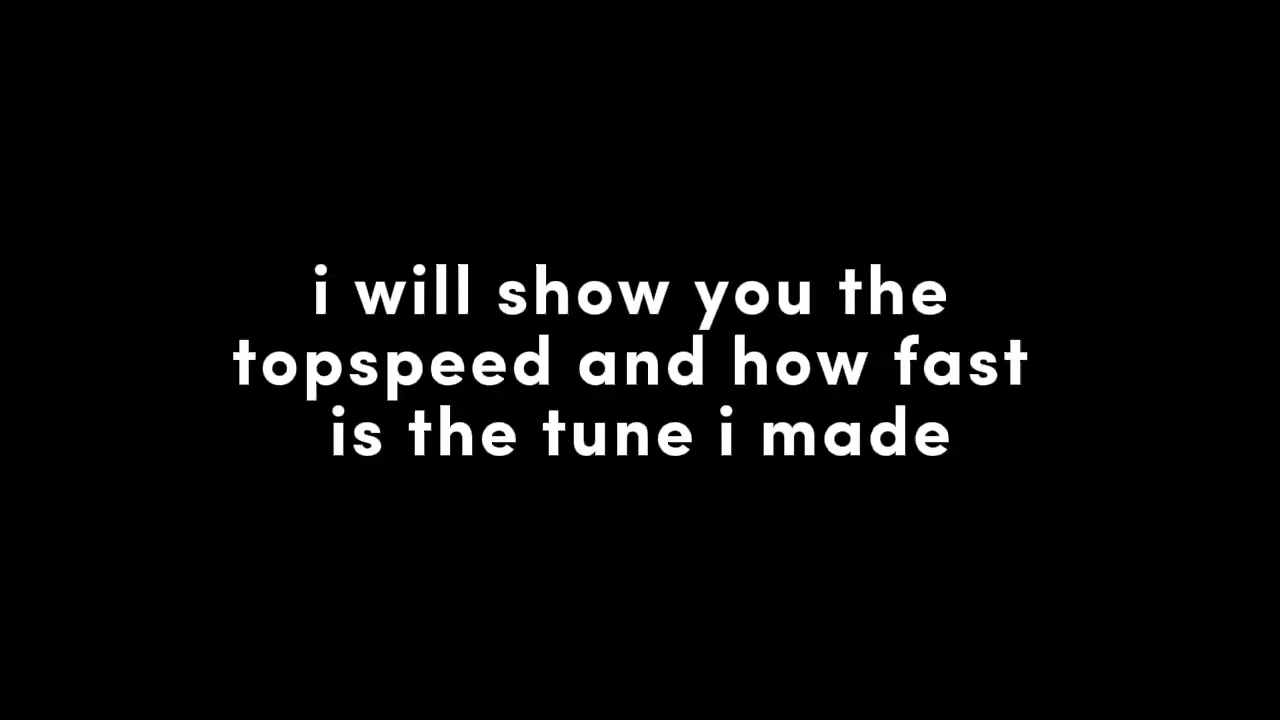 i will show you the
topspeed and how fast
is the tune i made